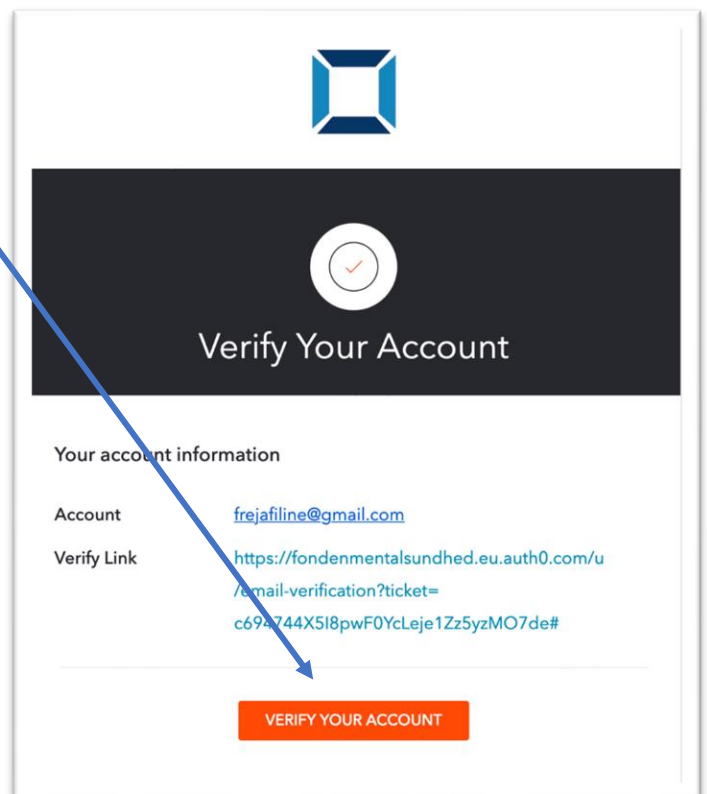 Verify Your Account
Your account information
Account frejafiline@gmail.com
Verify Link https://fondenmentalsundhed.eu.auth0.com/u
/email-verification?ticket=
c694744X5I8pwF0YcLeje1Zz5yzMO7de#
VERIFY YOUR ACCOUNT